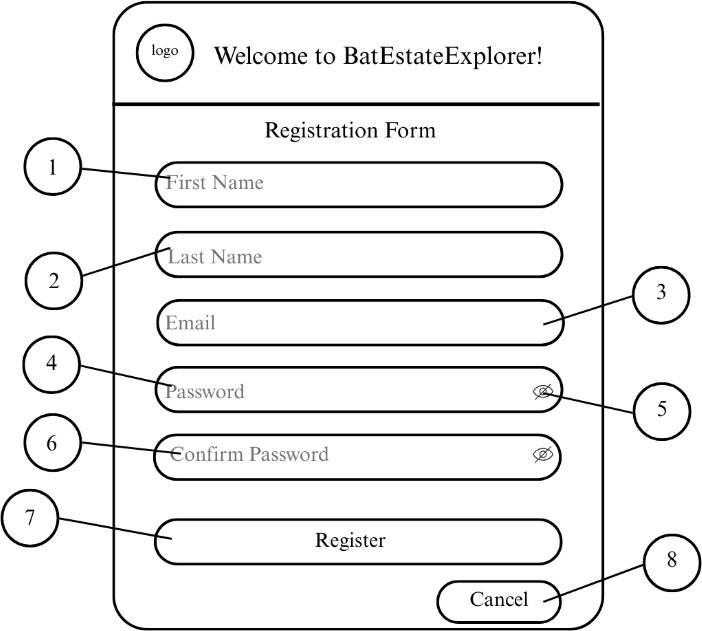 logo
Welcome to BatEstateExplorer!
Registration Form
1
First Name
2
Last Name
3
Email
4
Password
5
6
Confirm Password
7
Register
8
Cancel